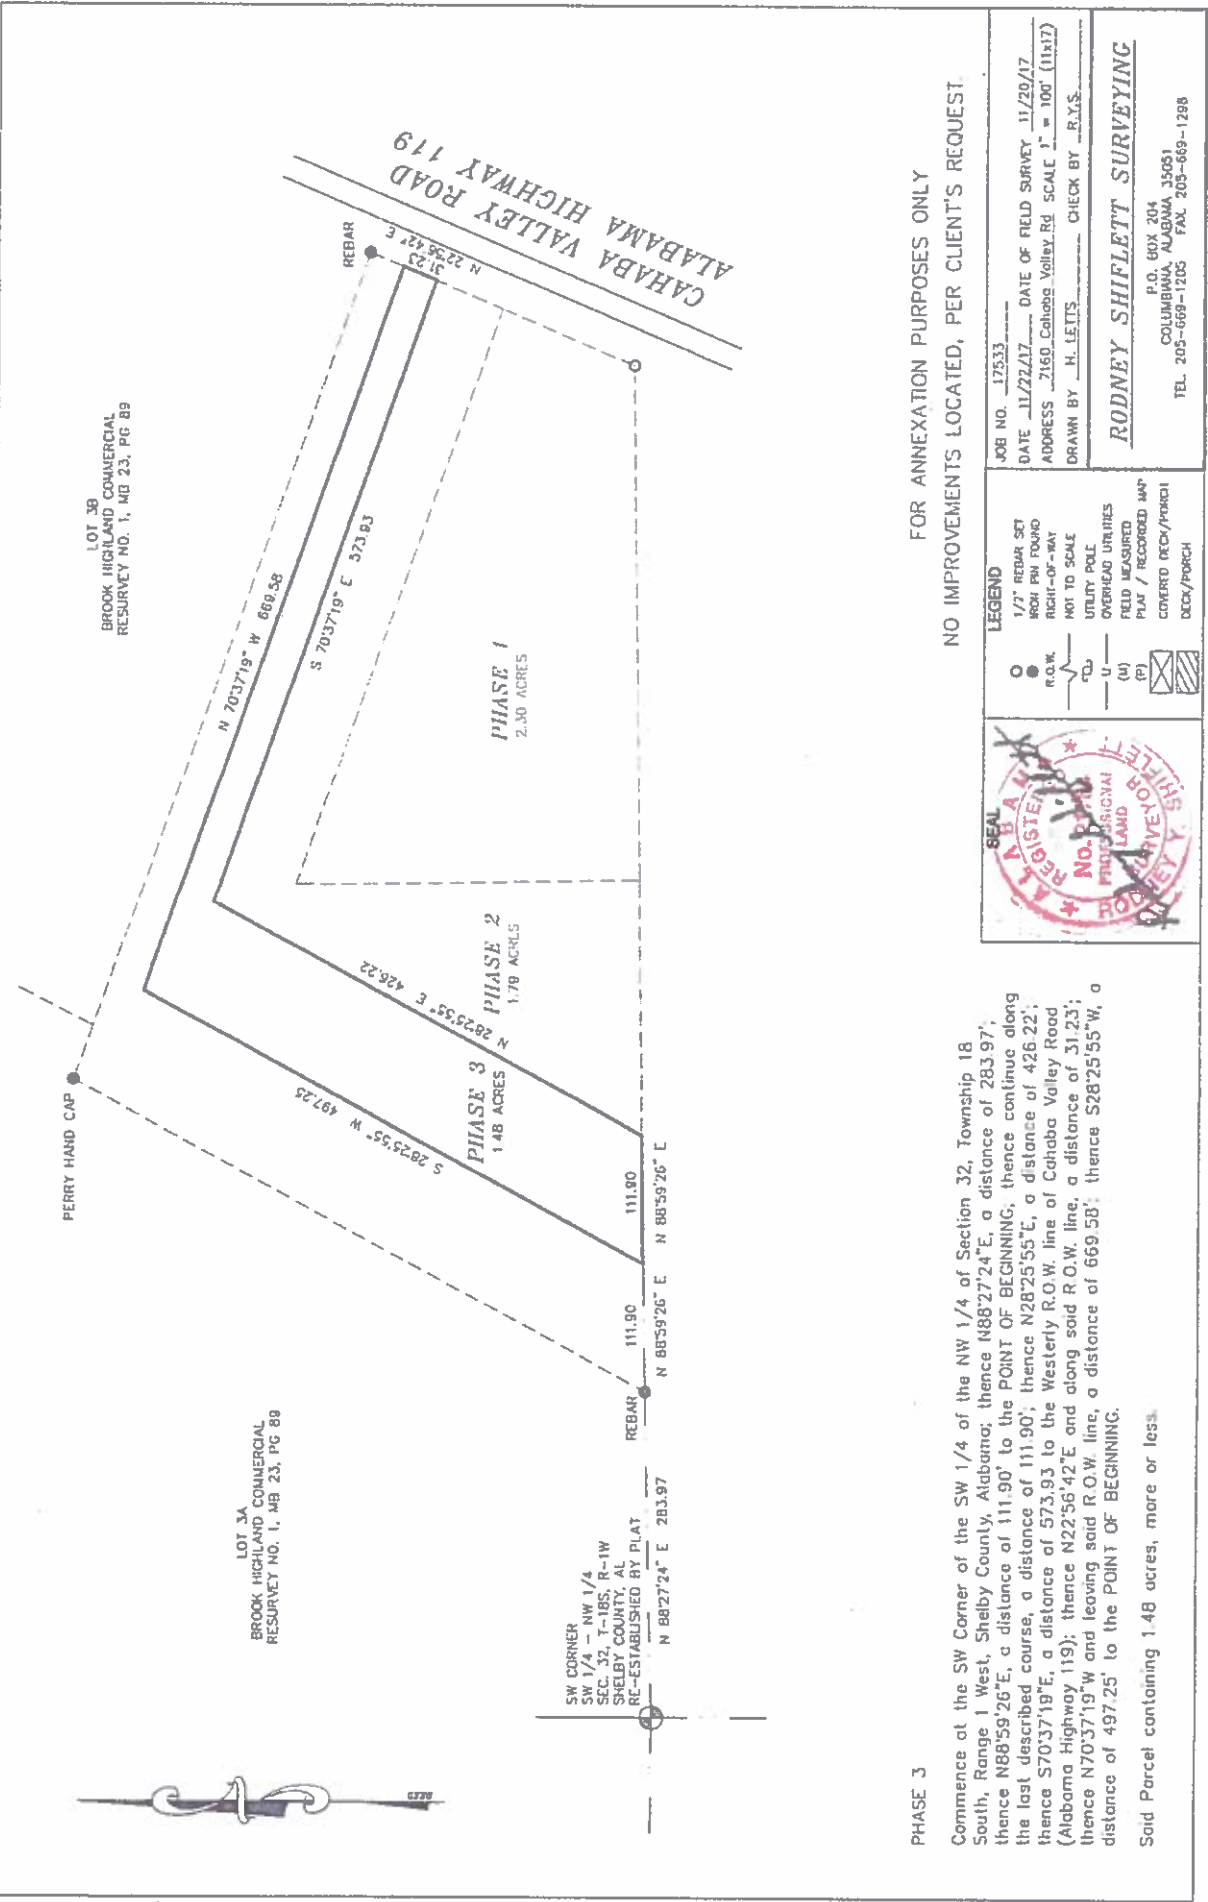 LOT 3B
BROOK HIGHLAND COMMERCIAL
RESURVEY NO. 1, MB 23, PG 89
PERRY HAND CAP
REBAR
N 22°56'42" E
31.23
CAHABA VALLEY ROAD
ALABAMA HIGHWAY 119
N 70°37'19" W 669.58
S 70°37'19" E 573.93
LOT 3A
BROOK HIGHLAND COMMERCIAL
RESURVEY NO. 1, MB 23, PG 89
S 28°25'55" W 497.25
N 28°25'55" E 426.22
PHASE 3
1.48 ACRES
PHASE 2
1.79 ACRES
PHASE 1
2.30 ACRES
SW CORNER
SW 1/4 - NW 1/4
SEC. 32, T-18S, R-1W
SHELBY COUNTY, AL
RE-ESTABLISHED BY PLAT
N 88°27'24" E 283.97
REBAR
111.90
N 88°59'26" E
111.90
N 88°59'26" E
FOR ANNEXATION PURPOSES ONLY
NO IMPROVEMENTS LOCATED, PER CLIENT'S REQUEST.
PHASE 3
Commence at the SW Corner of the SW 1/4 of the NW 1/4 of Section 32, Township 18
South, Range 1 West, Shelby County, Alabama; thence N88°27'24"E, a distance of 283.97';
thence N88°59'26"E, a distance of 111.90' to the POINT OF BEGINNING; thence continue along
the last described course, a distance of 111.90'; thence N28°25'55"E, a distance of 426.22';
thence S70°37'19"E, a distance of 573.93 to the Westerly R.O.W. line of Cahaba Valley Road
(Alabama Highway 119); thence N22°56'42"E and along said R.O.W. line, a distance of 31.23';
thence N70°37'19"W and leaving said R.O.W. line, a distance of 669.58'; thence S28°25'55"W, a
distance of 497.25' to the POINT OF BEGINNING.
Said Parcel containing 1.48 acres, more or less.
SEAL
ALABAMA
REGISTERED
No.
PROFESSIONAL
LAND
SURVEYOR
RODNEY Y. SHIFLETT
LEGEND
1/2" REBAR SET
IRON PIN FOUND
R.O.W. RIGHT-OF-WAY
NOT TO SCALE
UTILITY POLE
U OVERHEAD UTILITIES
(M) FIELD MEASURED
(P) PLAT / RECORDED MAP
COVERED DECK/PORCH
DECK/PORCH
JOB NO. 17533
DATE 11/22/17 DATE OF FIELD SURVEY 11/20/17
ADDRESS 7160 Cahaba Valley Rd SCALE 1" = 100' (11x17)
DRAWN BY H. LETTS CHECK BY R.Y.S.
RODNEY SHIFLETT SURVEYING
P.O. BOX 204
COLUMBIANA, ALABAMA 35051
TEL. 205-669-1205 FAX. 205-669-1298